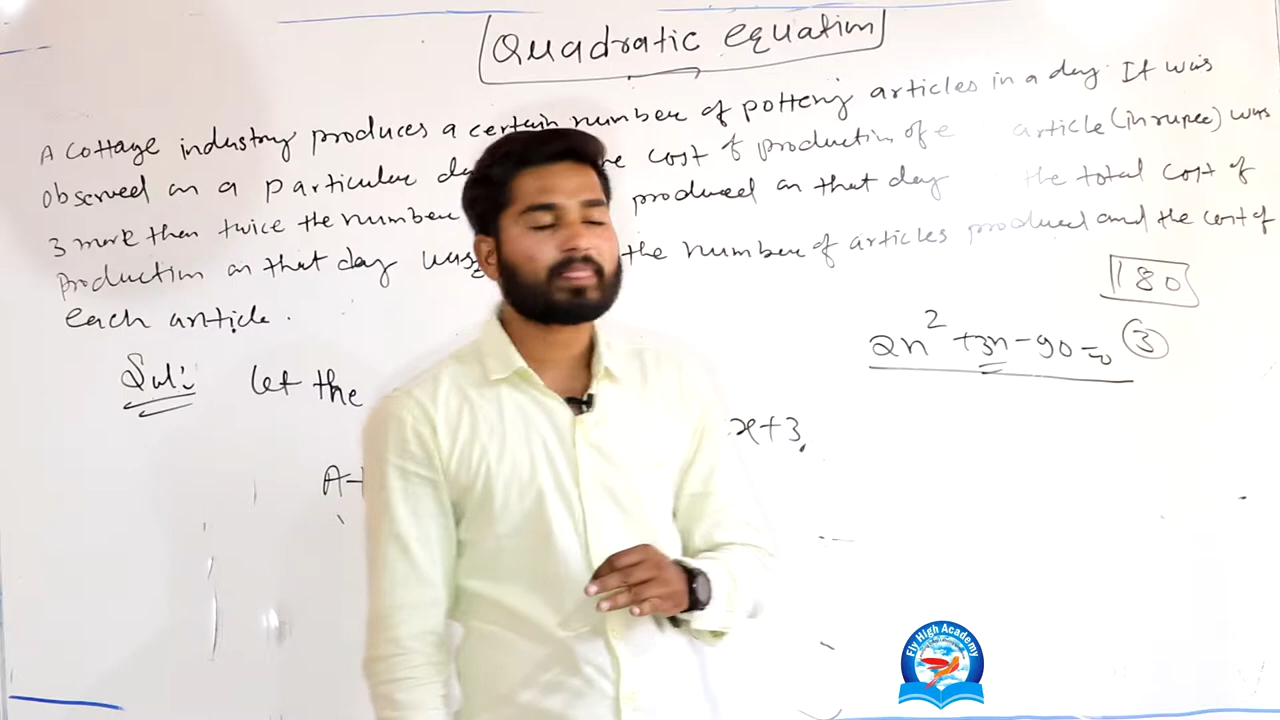 Quadratic equation
A Cottage industry produces a certain number of pottery articles in a day. It was
observed on a particular cost of production of e article (in rupee) was
3 more than twice the number produced on that day the total cost of
Production on that day was the number of articles produced and the cost of
each article.
180
2x² + 3x - 90 = 0 3
Sol: let the
x+3
A
Fly High Academy